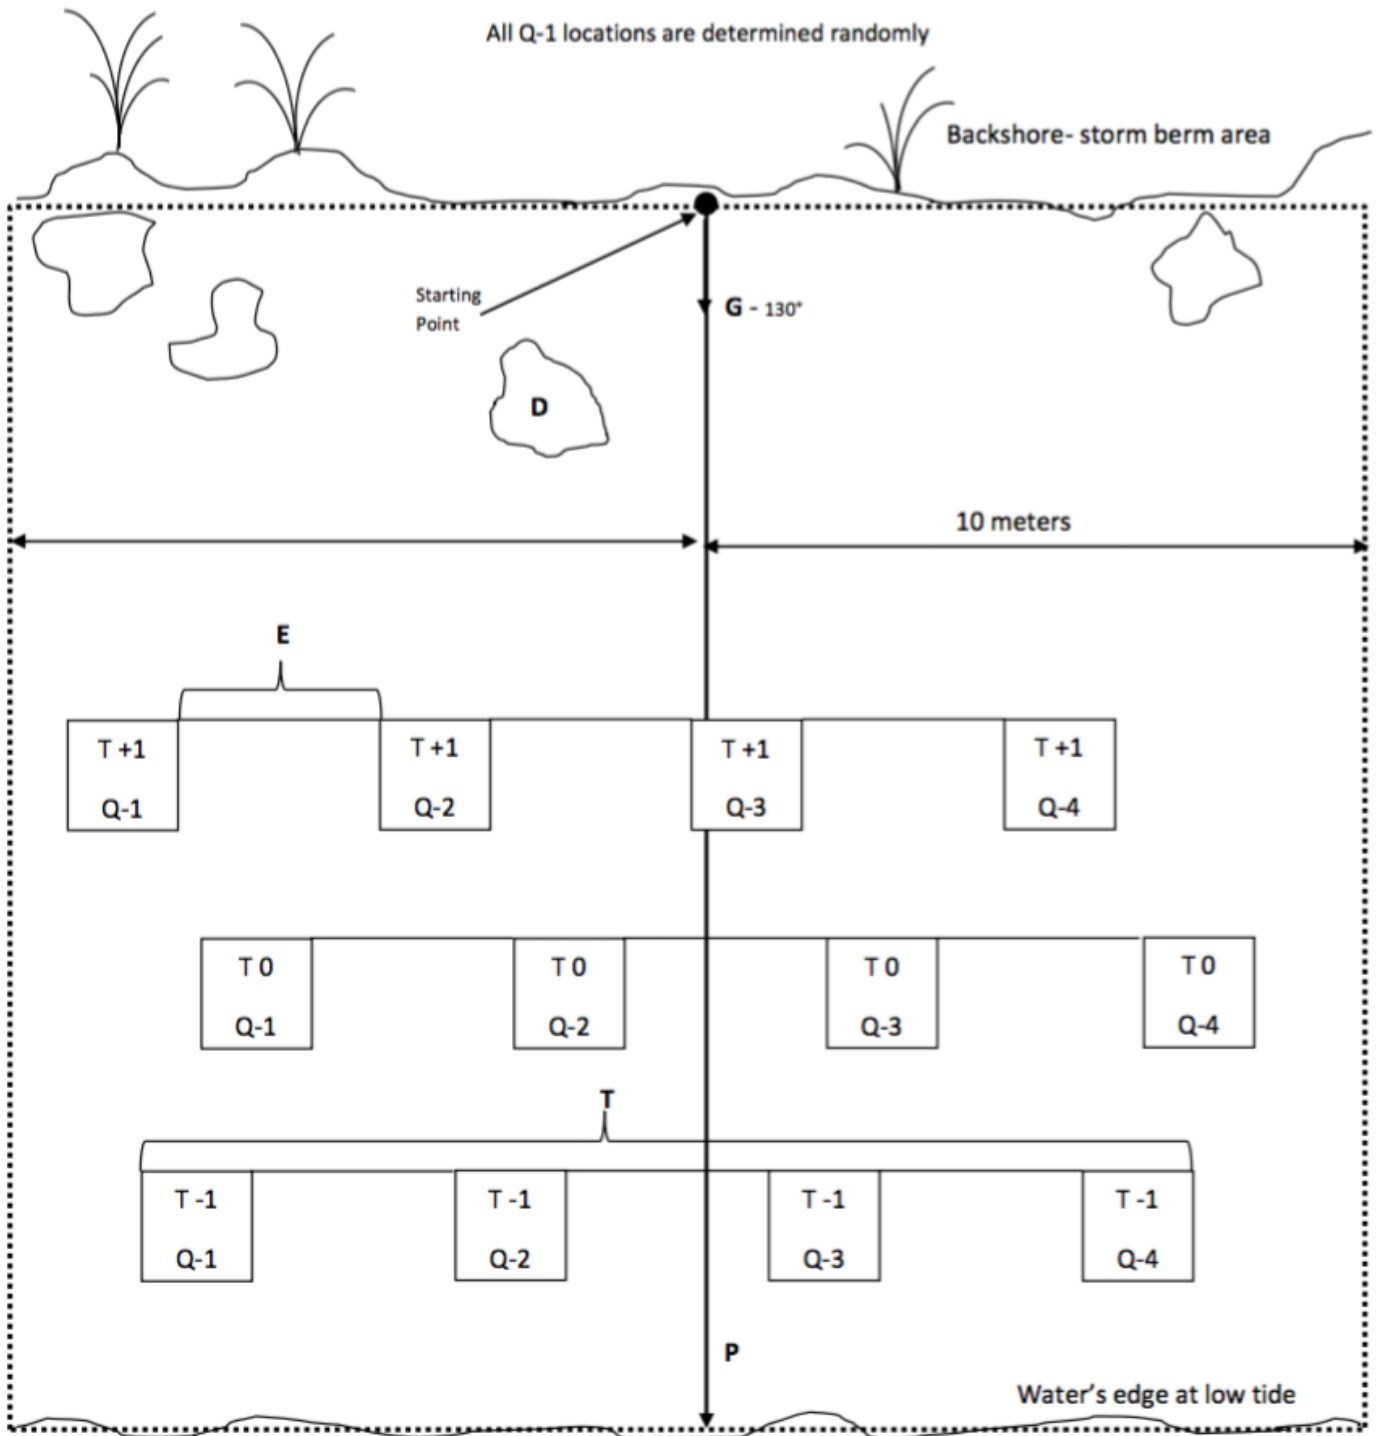 All Q-1 locations are determined randomly
Backshore- storm berm area
Starting
Point
G - 130°
D
10 meters
E
T +1
Q-1
T +1
Q-2
T +1
Q-3
T +1
Q-4
T 0
Q-1
T 0
Q-2
T 0
Q-3
T 0
Q-4
T
T -1
Q-1
T -1
Q-2
T -1
Q-3
T -1
Q-4
P
Water's edge at low tide